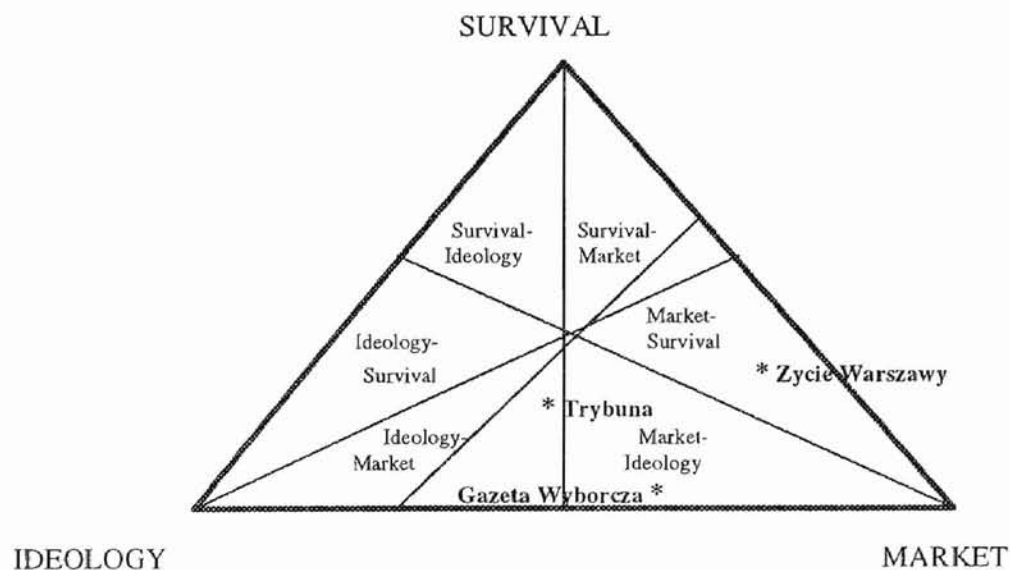 SURVIVAL
Survival-
Ideology
Survival-
Market
Ideology-
Survival
Market-
Survival
* Zycie Warszawy
* Trybuna
Ideology-
Market
Market-
Ideology
Gazeta Wyborcza *
IDEOLOGY
MARKET